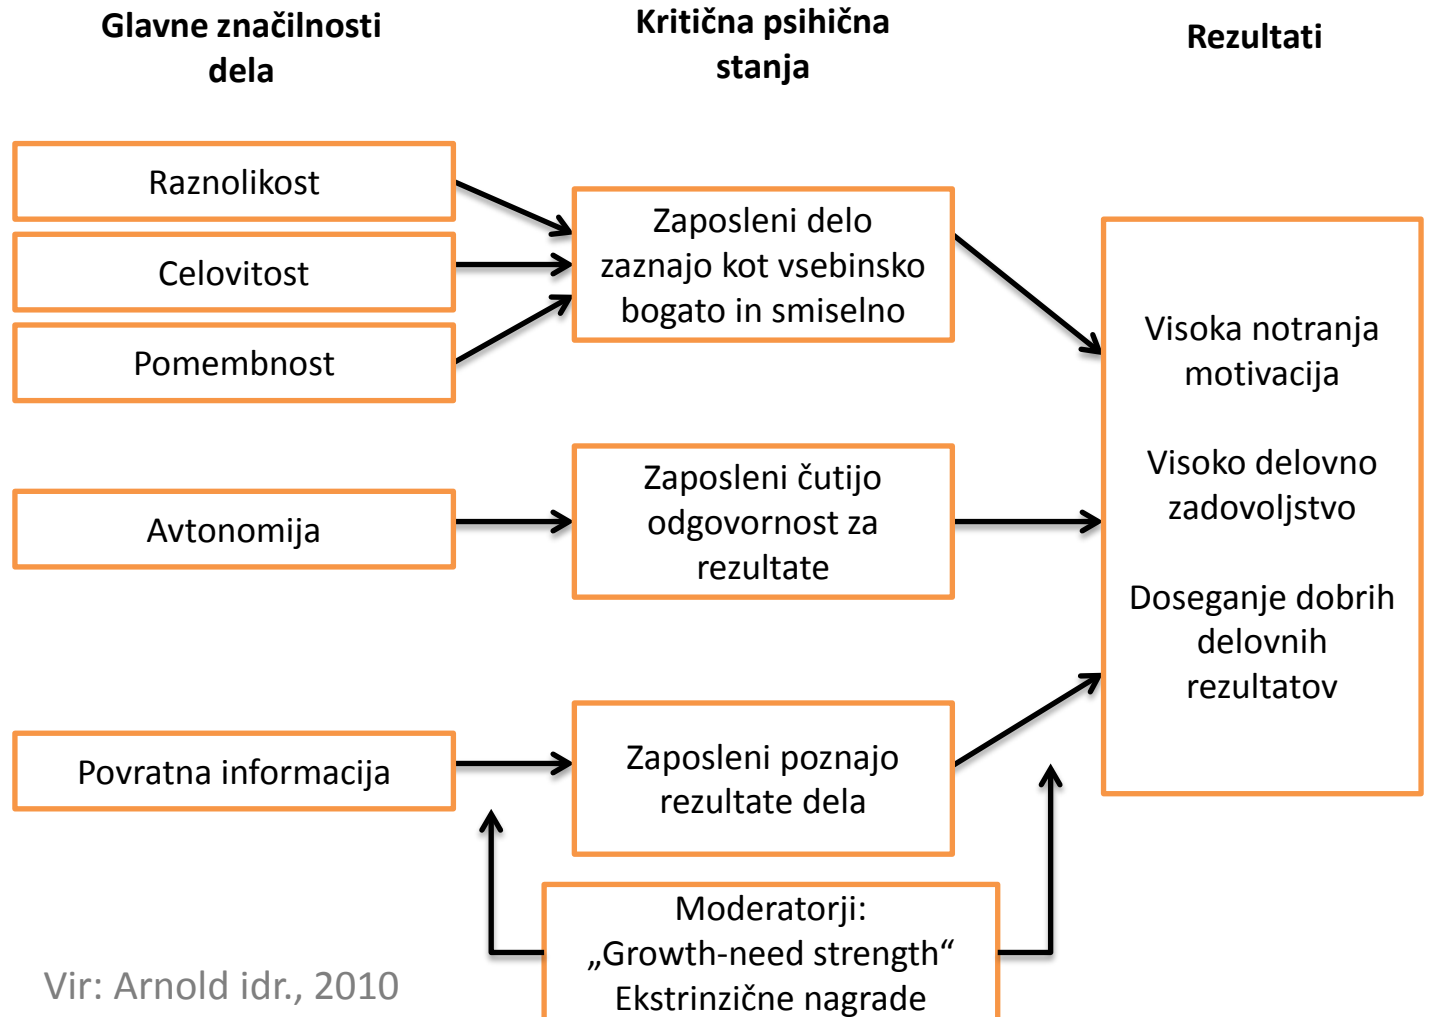 Glavne značilnosti
dela
Kritična psihična
stanja
Rezultati
Raznolikost
Celovitost
Pomembnost
Zaposleni delo
zaznajo kot vsebinsko
bogato in smiselno
Avtonomija
Zaposleni čutijo
odgovornost za
rezultate
Povratna informacija
Zaposleni poznajo
rezultate dela
Visoka notranja
motivacija
Visoko delovno
zadovoljstvo
Doseganje dobrih
delovnih
rezultatov
Moderatorji:
„Growth-need strength“
Ekstrinzične nagrade
Vir: Arnold idr., 2010